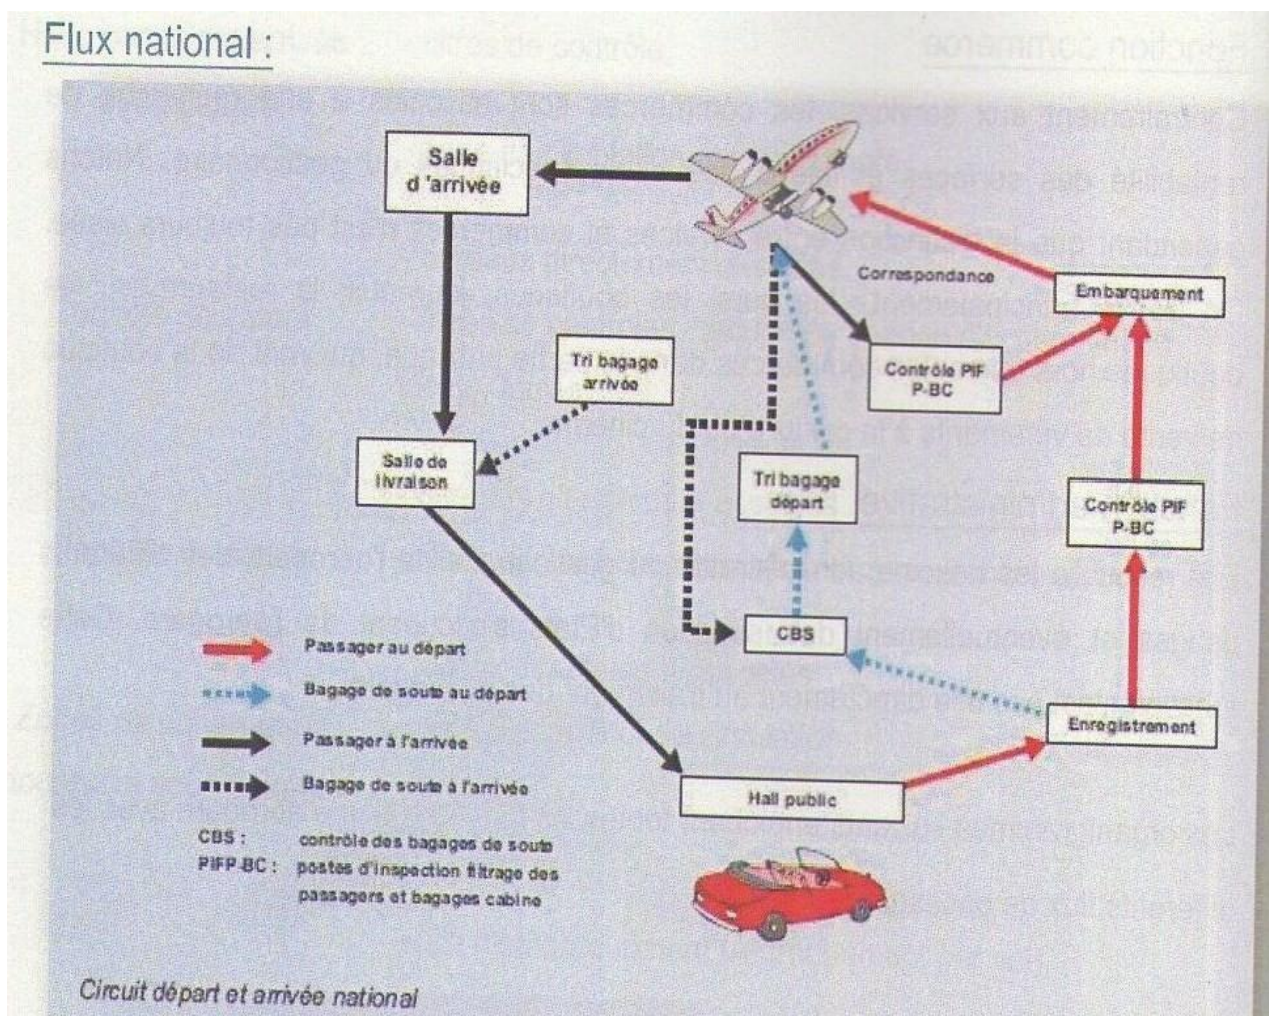 Flux national :
Salle
d 'arrivée
Correspondance
Embarquement
Tri bagage
arrivée
Contrôle PIF
P-BC
Salle de
livraison
Tri bagage
départ
Contrôle PIF
P-BC
CBS
Passager au départ
Bagage de soute au départ
Enregistrement
Passager à l'arrivée
Bagage de soute à l'arrivée
Hall public
CBS : contrôle des bagages de soute
PIFP-BC : postes d'inspection filtrage des
passagers et bagages cabine
Circuit départ et arrivée national